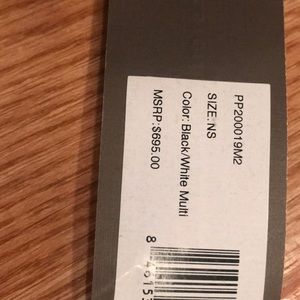 PP200019M2
SIZE: NS
Color: Black/White Multi
MSRP:$695.00